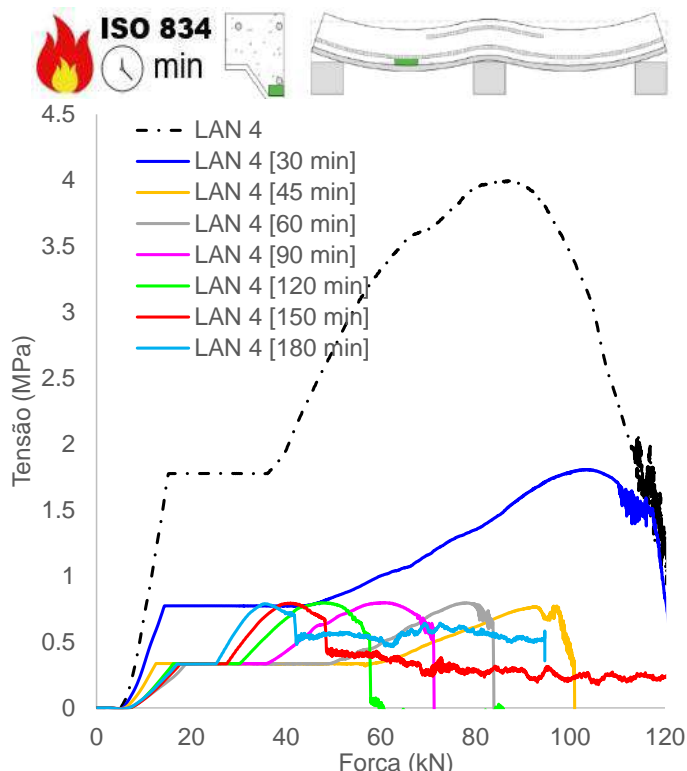 ISO 834
min
4.5
4
3.5
3
2.5
2
1.5
1
0.5
0
Tensão (MPa)
LAN 4
LAN 4 [30 min]
LAN 4 [45 min]
LAN 4 [60 min]
LAN 4 [90 min]
LAN 4 [120 min]
LAN 4 [150 min]
LAN 4 [180 min]
0 20 40 60 80 100 120
Força (kN)